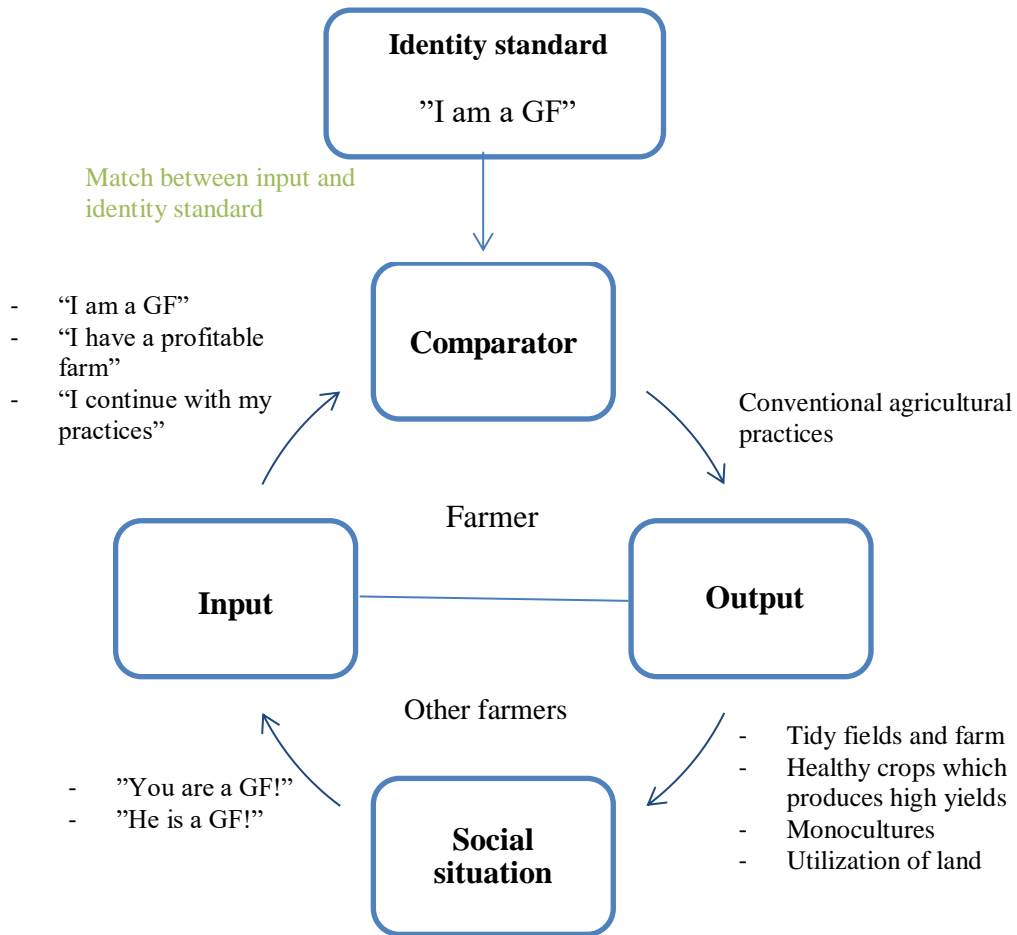 Identity standard
”I am a GF”
Match between input and
identity standard
- “I am a GF”
- “I have a profitable
farm”
- “I continue with my
practices”
Comparator
Conventional agricultural
practices
Farmer
Input
Output
Other farmers
- Tidy fields and farm
- Healthy crops which
produces high yields
- Monocultures
- Utilization of land
- ”You are a GF!”
- ”He is a GF!”
Social
situation